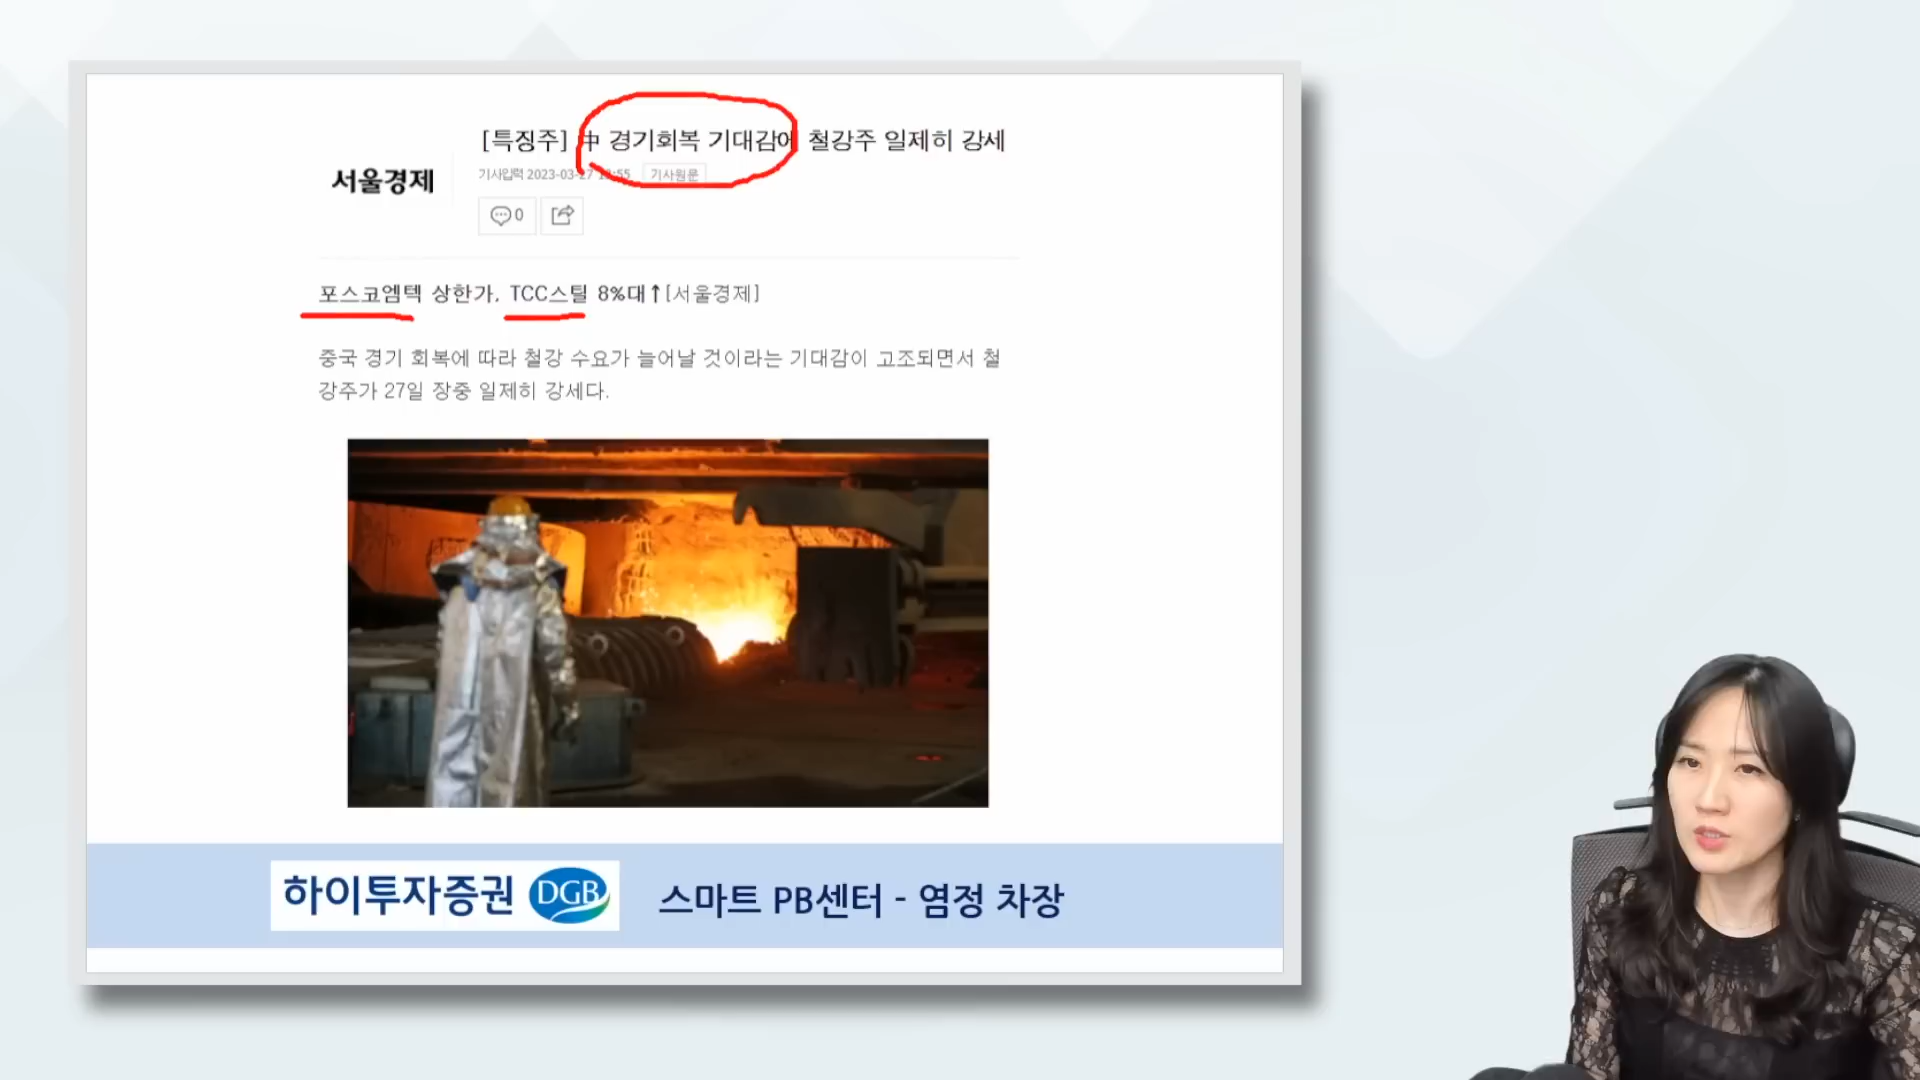 [특징주] 中 경기회복 기대감에 철강주 일제히 강세
서울경제
기사입력 2023-03-27 기사원문
0
포스코엠텍 상한가, TCC스틸 8%대↑[서울경제]
중국 경기 회복에 따라 철강 수요가 늘어날 것이라는 기대감이 고조되면서 철
강주가 27일 장중 일제히 강세다.
하이투자증권 DGB 스마트 PB센터 - 염정 차장